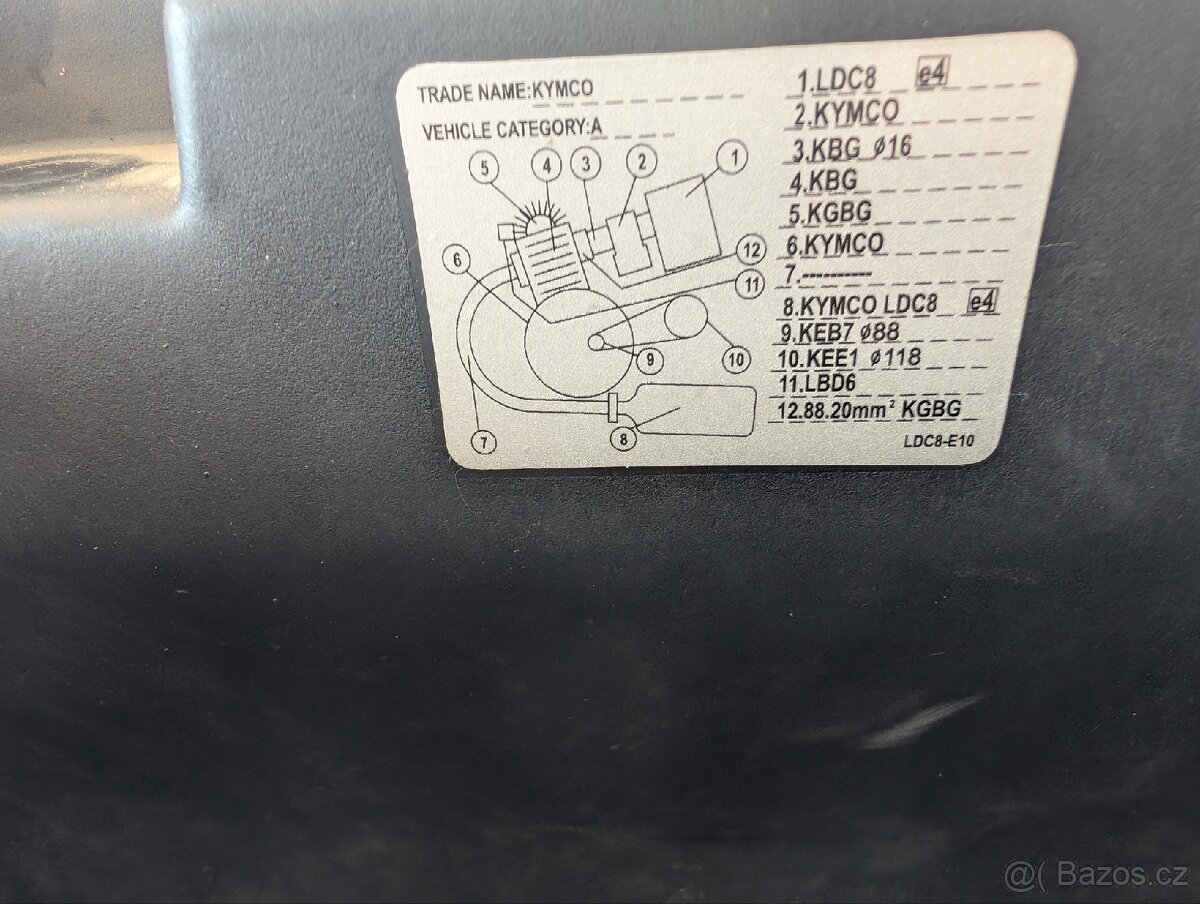 TRADE NAME:KYMCO
VEHICLE CATEGORY:A
5 4 3 2 1
6
12
11
9
10
7
8
1.LDC8 e4
2.KYMCO
3.KBG ø16
4.KBG
5.KGBG
6.KYMCO
7.----------
8.KYMCO LDC8 e4
9.KEB7 ø88
10.KEE1 ø118
11.LBD6
12.88.20mm² KGBG
LDC8-E10
@( Bazos.cz